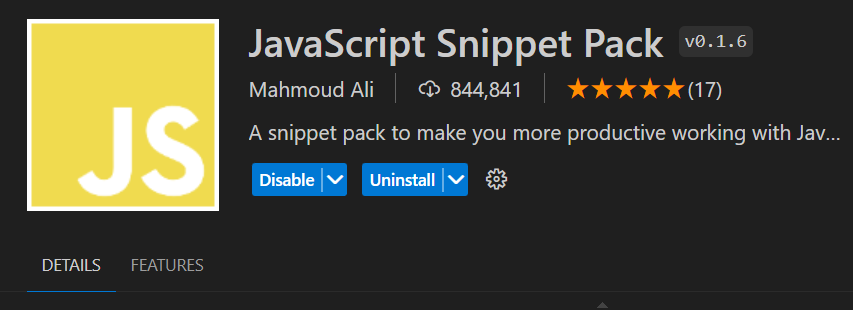 JS
JavaScript Snippet Pack v0.1.6
Mahmoud Ali 844,841 (17)
A snippet pack to make you more productive working with Jav...
Disable Uninstall
DETAILS FEATURES